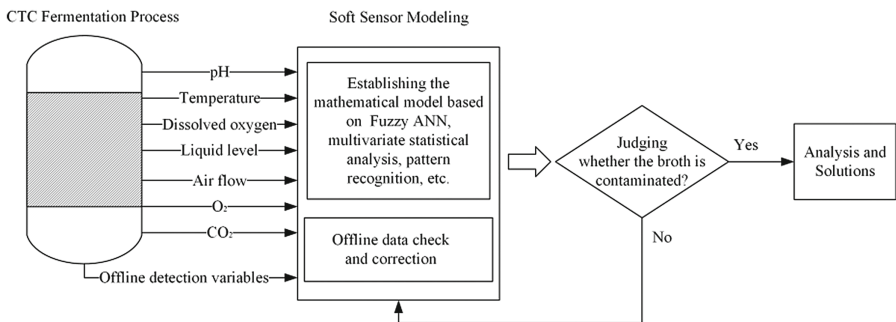 CTC Fermentation Process
Soft Sensor Modeling
pH
Temperature
Dissolved oxygen
Liquid level
Air flow
O₂
CO₂
Offline detection variables
Establishing the
mathematical model based
on Fuzzy ANN,
multivariate statistical
analysis, pattern
recognition, etc.
Offline data check
and correction
Judging
whether the broth is
contaminated?
Yes
No
Analysis and
Solutions